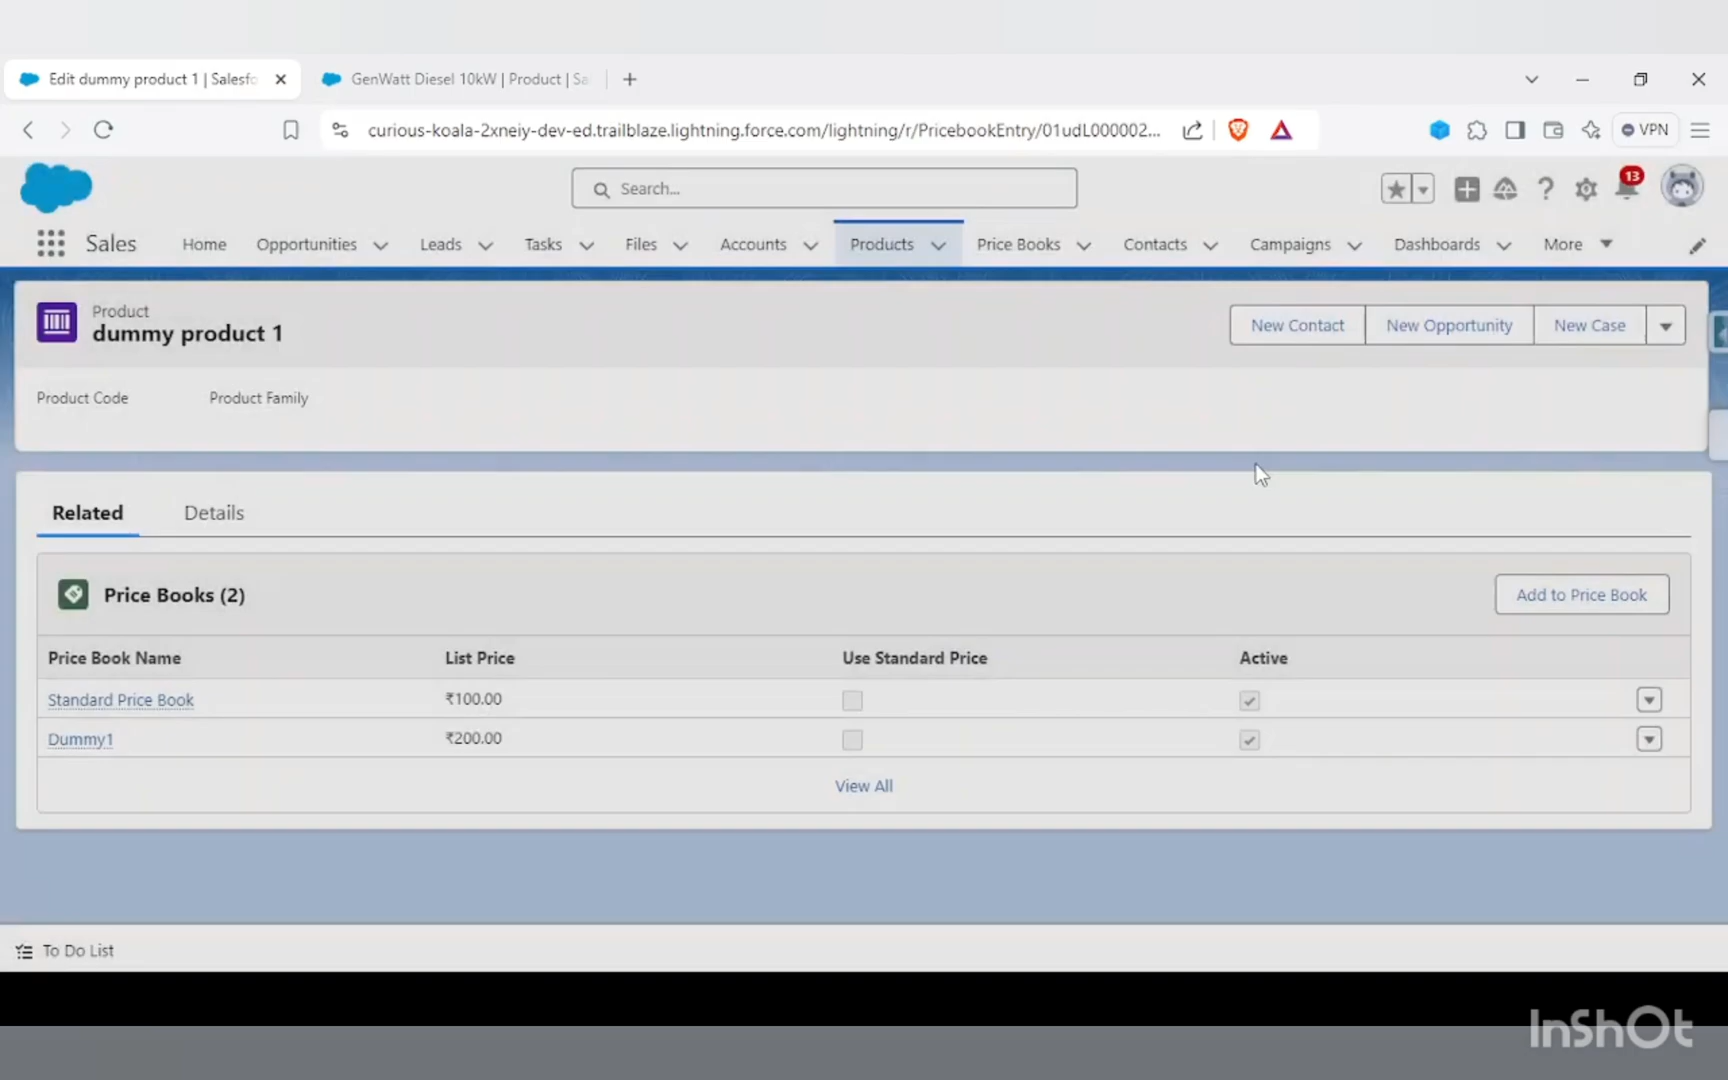 Edit dummy product 1 | Salesfo
GenWatt Diesel 10kW | Product | Sa
curious-koala-2xneiy-dev-ed.trailblaze.lightning.force.com/lightning/r/PricebookEntry/01udL000002...
VPN
Search...
13
Sales
Home
Opportunities
Leads
Tasks
Files
Accounts
Products
Price Books
Contacts
Campaigns
Dashboards
More
Product
dummy product 1
New Contact
New Opportunity
New Case
Product Code
Product Family
Related
Details
Price Books (2)
Add to Price Book
Price Book Name
List Price
Use Standard Price
Active
Standard Price Book
₹100.00
Dummy1
₹200.00
View All
To Do List
InShOt